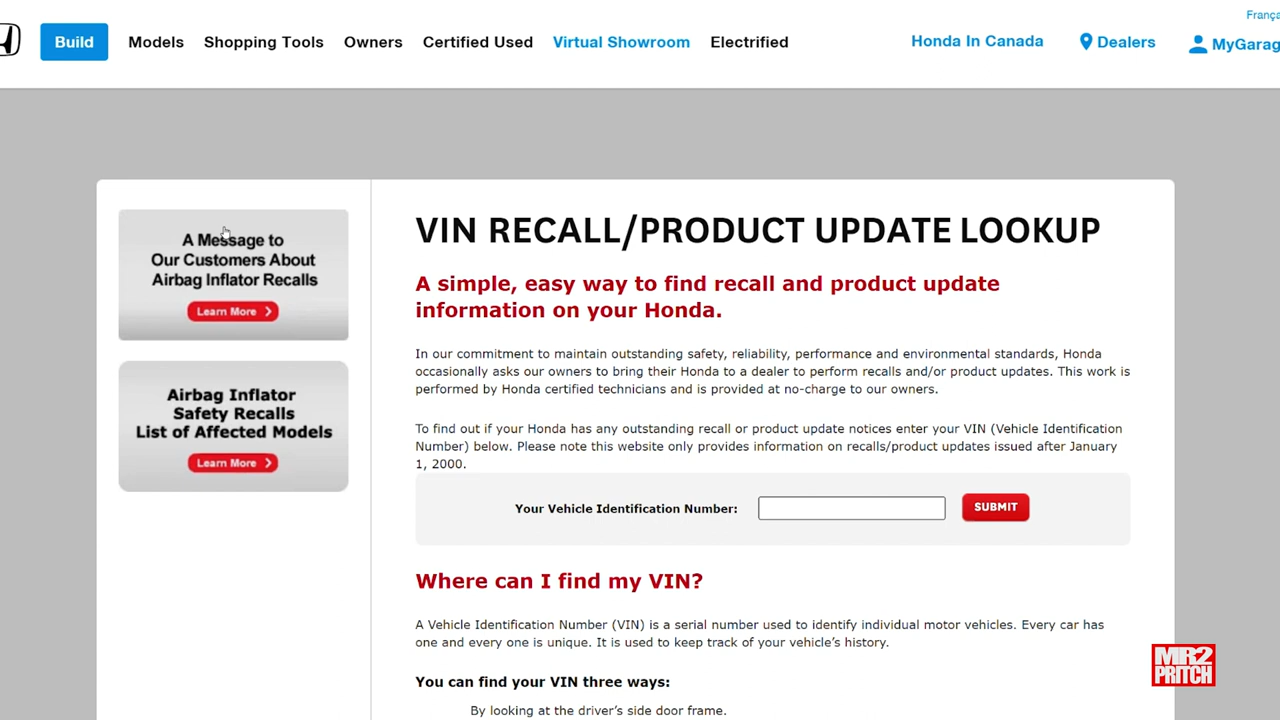 Build
Models
Shopping Tools
Owners
Certified Used
Virtual Showroom
Electrified
Honda In Canada
Dealers
França
MyGarag
A Message to
Our Customers About
Airbag Inflator Recalls
Learn More
Airbag Inflator
Safety Recalls
List of Affected Models
Learn More
VIN RECALL/PRODUCT UPDATE LOOKUP
A simple, easy way to find recall and product update
information on your Honda.
In our commitment to maintain outstanding safety, reliability, performance and environmental standards, Honda
occasionally asks our owners to bring their Honda to a dealer to perform recalls and/or product updates. This work is
performed by Honda certified technicians and is provided at no-charge to our owners.
To find out if your Honda has any outstanding recall or product update notices enter your VIN (Vehicle Identification
Number) below. Please note this website only provides information on recalls/product updates issued after January
1, 2000.
Your Vehicle Identification Number:
SUBMIT
Where can I find my VIN?
A Vehicle Identification Number (VIN) is a serial number used to identify individual motor vehicles. Every car has
one and every one is unique. It is used to keep track of your vehicle's history.
You can find your VIN three ways:
By looking at the driver's side door frame.
MR2
PRITCH